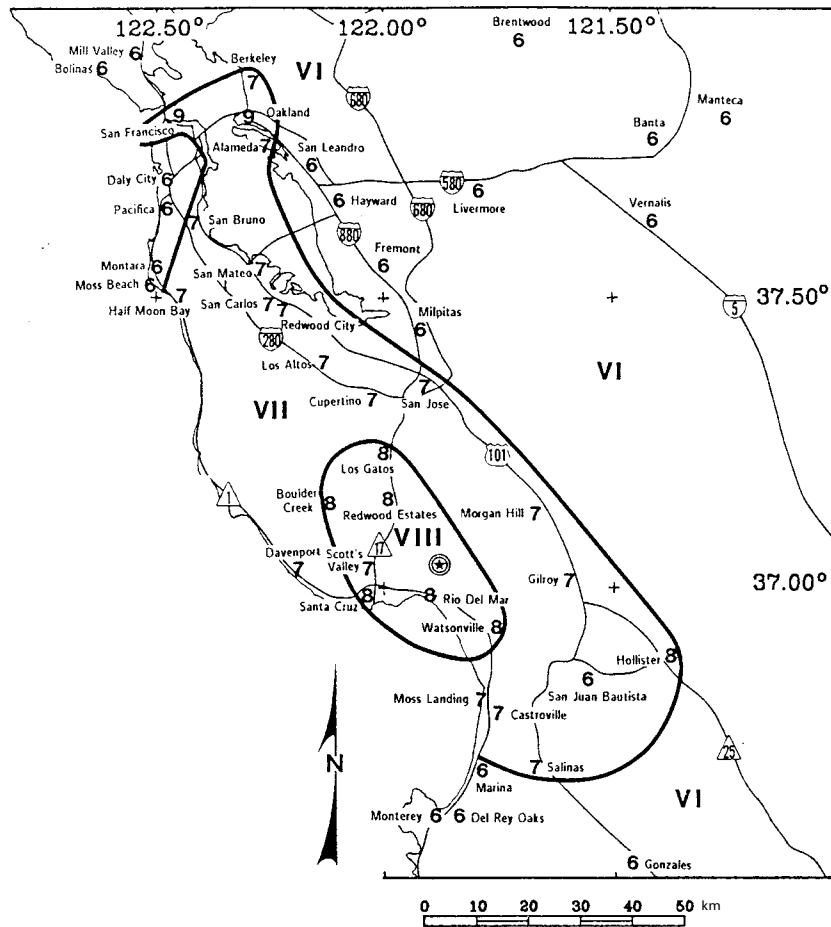 122.50° 122.00° 121.50°
Brentwood
6
Mill Valley 6
Bolinas 6
Berkeley
7
VI
680
Manteca
6
Banta
6
9
San Francisco
9 Oakland
Alameda 7
San Leandro
6
Daly City 6
580
6
Livermore
680
Hayward
6
Pacifica 6
San Bruno
7
880
Vernalis
6
Fremont
6
Montara 6
Moss Beach 6
San Mateo 7
7
Half Moon Bay
San Carlos 7 7
Redwood City
37.50°
5
Milpitas
6
280
Los Altos 7
VI
Cupertino 7
7
San Jose
VII
101
8
Los Gatos
Boulder
Creek 8
8
Redwood Estates
Morgan Hill 7
1
VIII
17
Davenport
7
Scott's
Valley 7
Gilroy 7
37.00°
Santa Cruz 8
8 Rio Del Mar
Watsonville 8
Hollister 8
6
San Juan Bautista
Moss Landing 7
7 Castroville
25
N
7 Salinas
6
Marina
VI
Monterey 6 6 Del Rey Oaks
6 Gonzales
0 10 20 30 40 50 km